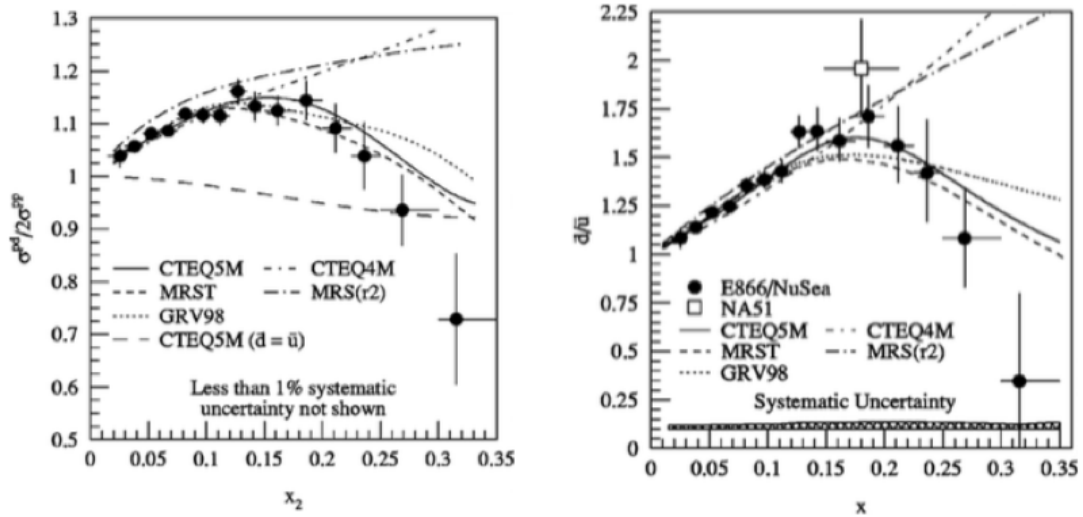 1.3
1.2
1.1
1
0.9
0.8
0.7
0.6
0.5
σᵖᵈ/2σᵖᵖ
CTEQ5M CTEQ4M
MRST MRS(r2)
GRV98
CTEQ5M (d̄ = ū)
Less than 1% systematic
uncertainty not shown
0 0.05 0.1 0.15 0.2 0.25 0.3 0.35
x₂
2.25
2
1.75
1.5
1.25
1
0.75
0.5
0.25
0
d̄/ū
E866/NuSea
NA51
CTEQ5M CTEQ4M
MRST MRS(r2)
GRV98
Systematic Uncertainty
0 0.05 0.1 0.15 0.2 0.25 0.3 0.35
x